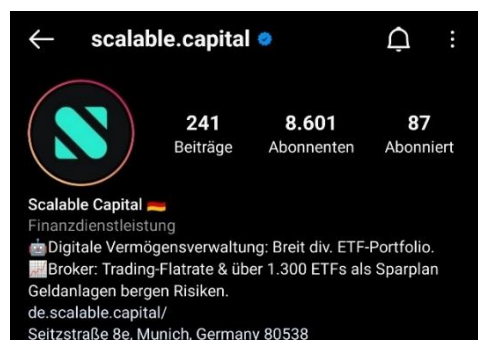 scalable.capital
241 8.601 87
Beiträge Abonnenten Abonniert
Scalable Capital 🇩🇪
Finanzdienstleistung
🤖Digitale Vermögensverwaltung: Breit div. ETF-Portfolio.
📈Broker: Trading-Flatrate & über 1.300 ETFs als Sparplan
Geldanlagen bergen Risiken.
de.scalable.capital/
Seitzstraße 8e, Munich, Germany 80538